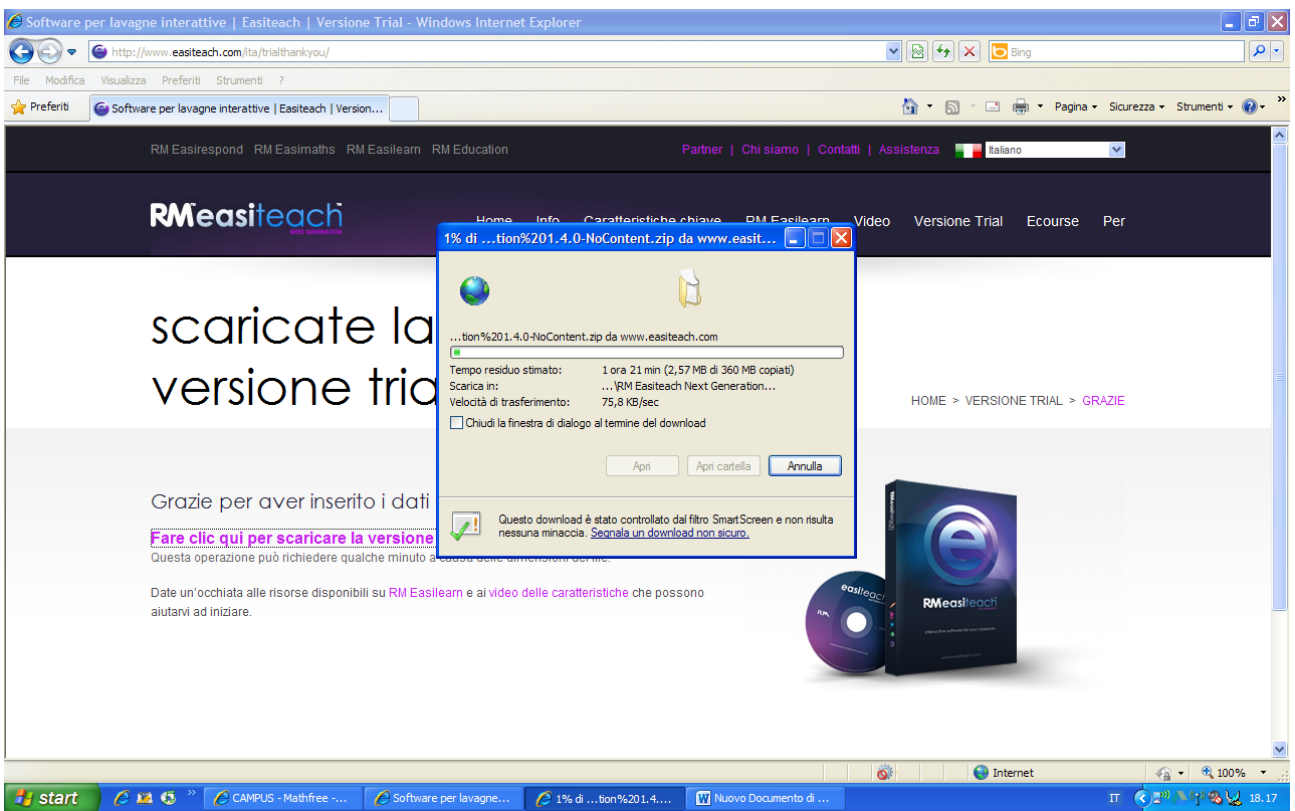 Software per lavagne interattive | Easiteach | Versione Trial - Windows Internet Explorer
http://www.easiteach.com/ita/trialthankyou/
Bing
File Modifica Visualizza Preferiti Strumenti ?
Preferiti
Software per lavagne interattive | Easiteach | Version...
Pagina Sicurezza Strumenti »
RM Easirespond RM Easimaths RM Easilearn RM Education
Partner | Chi siamo | Contatti | Assistenza
Italiano
RM easiteach
NEXT GENERATION
Home Info Caratteristiche chiave RM Easilearn Video Versione Trial Ecourse Per
1% di ...tion%201.4.0-NoContent.zip da www.easit...
...tion%201.4.0-NoContent.zip da www.easiteach.com
Tempo residuo stimato: 1 ora 21 min (2,57 MB di 360 MB copiati)
Scarica in: ...\RM Easiteach Next Generation...
Velocità di trasferimento: 75,8 KB/sec
Chiudi la finestra di dialogo al termine del download
Apri Apri cartella Annulla
Questo download è stato controllato dal filtro SmartScreen e non risulta
nessuna minaccia. Segnala un download non sicuro.
scaricate la
versione tria
HOME > VERSIONE TRIAL > GRAZIE
Grazie per aver inserito i dati
Fare clic qui per scaricare la versione
Questa operazione può richiedere qualche minuto a causa delle dimensioni del file.
Date un'occhiata alle risorse disponibili su RM Easilearn e ai video delle caratteristiche che possono
aiutarvi ad iniziare.
easiteach
RM
RM easiteach
Internet
100%
start
»
CAMPUS - Mathfree -...
Software per lavagne...
1% di ...tion%201.4....
Nuovo Documento di ...
IT
18.17